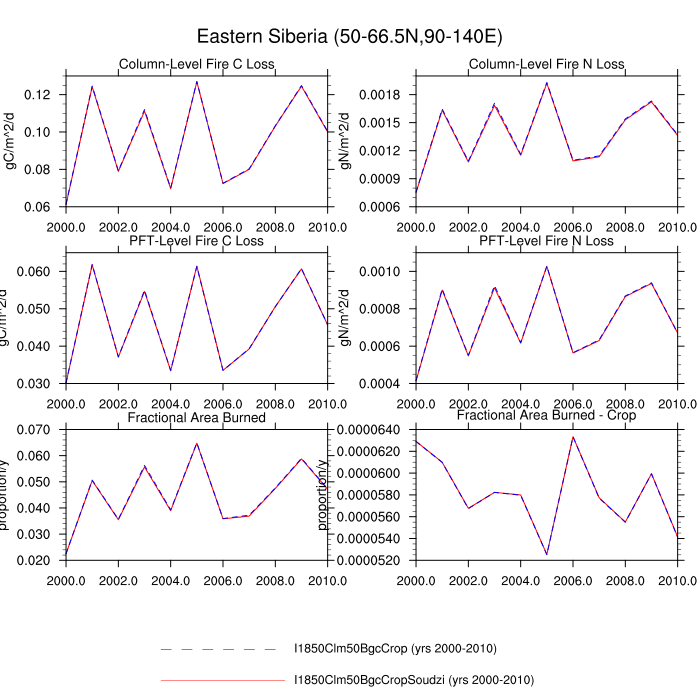 Eastern Siberia (50-66.5N,90-140E)
Column-Level Fire C Loss
gC/m^2/d
0.12
0.10
0.08
0.06
2000.0 2002.0 2004.0 2006.0 2008.0 2010.0
Column-Level Fire N Loss
gN/m^2/d
0.0018
0.0015
0.0012
0.0009
0.0006
2000.0 2002.0 2004.0 2006.0 2008.0 2010.0
PFT-Level Fire C Loss
gC/m^2/d
0.060
0.050
0.040
0.030
2000.0 2002.0 2004.0 2006.0 2008.0 2010.0
PFT-Level Fire N Loss
gN/m^2/d
0.0010
0.0008
0.0006
0.0004
2000.0 2002.0 2004.0 2006.0 2008.0 2010.0
Fractional Area Burned
proportion/y
0.070
0.060
0.050
0.040
0.030
0.020
2000.0 2002.0 2004.0 2006.0 2008.0 2010.0
Fractional Area Burned - Crop
proportion/y
0.0000640
0.0000620
0.0000600
0.0000580
0.0000560
0.0000540
0.0000520
2000.0 2002.0 2004.0 2006.0 2008.0 2010.0
I1850Clm50BgcCrop (yrs 2000-2010)
I1850Clm50BgcCropSoudzi (yrs 2000-2010)